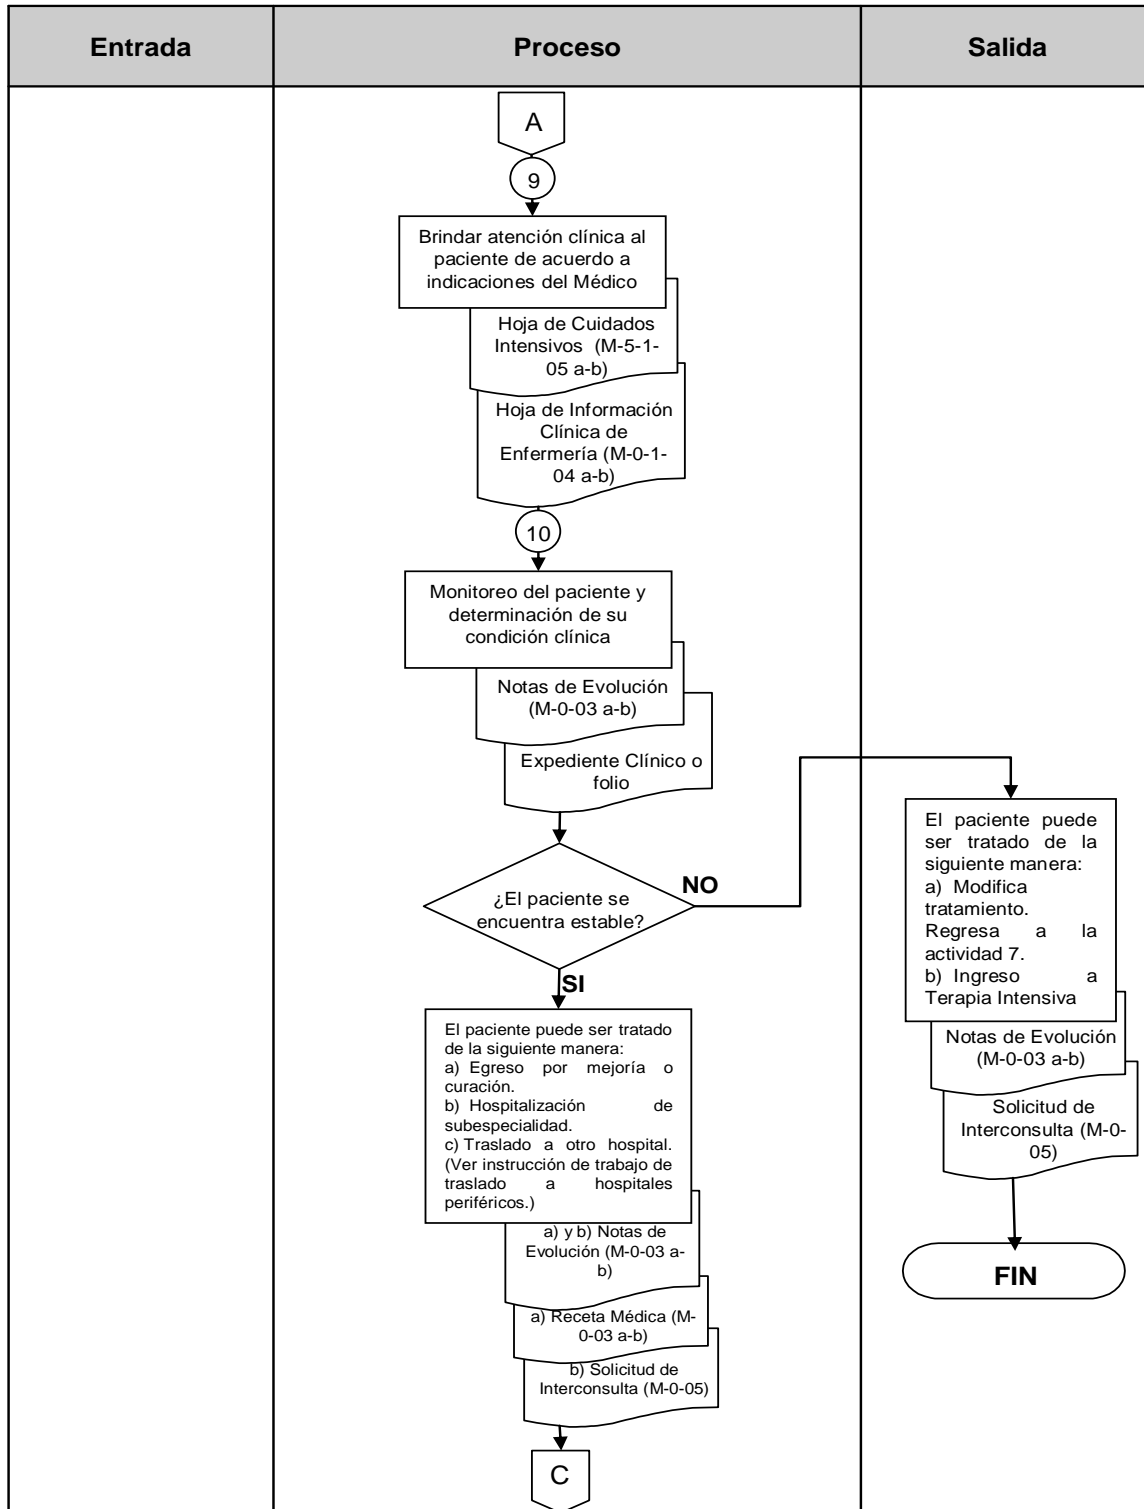 Entrada
Proceso
Salida
A
9
Brindar atención clínica al
paciente de acuerdo a
indicaciones del Médico
Hoja de Cuidados
Intensivos (M-5-1-
05 a-b)
Hoja de Información
Clínica de
Enfermería (M-0-1-
04 a-b)
10
Monitoreo del paciente y
determinación de su
condición clínica
Notas de Evolución
(M-0-03 a-b)
Expediente Clínico o
folio
¿El paciente se
encuentra estable?
NO
SI
El paciente puede ser tratado
de la siguiente manera:
a) Egreso por mejoría o
curación.
b) Hospitalización de
subespecialidad.
c) Traslado a otro hospital.
(Ver instrucción de trabajo de
traslado a hospitales
periféricos.)
a) y b) Notas de
Evolución (M-0-03 a-
b)
a) Receta Médica (M-
0-03 a-b)
b) Solicitud de
Interconsulta (M-0-05)
C
El paciente puede
ser tratado de la
siguiente manera:
a) Modifica
tratamiento.
Regresa a la
actividad 7.
b) Ingreso a
Terapia Intensiva
Notas de Evolución
(M-0-03 a-b)
Solicitud de
Interconsulta (M-0-
05)
FIN